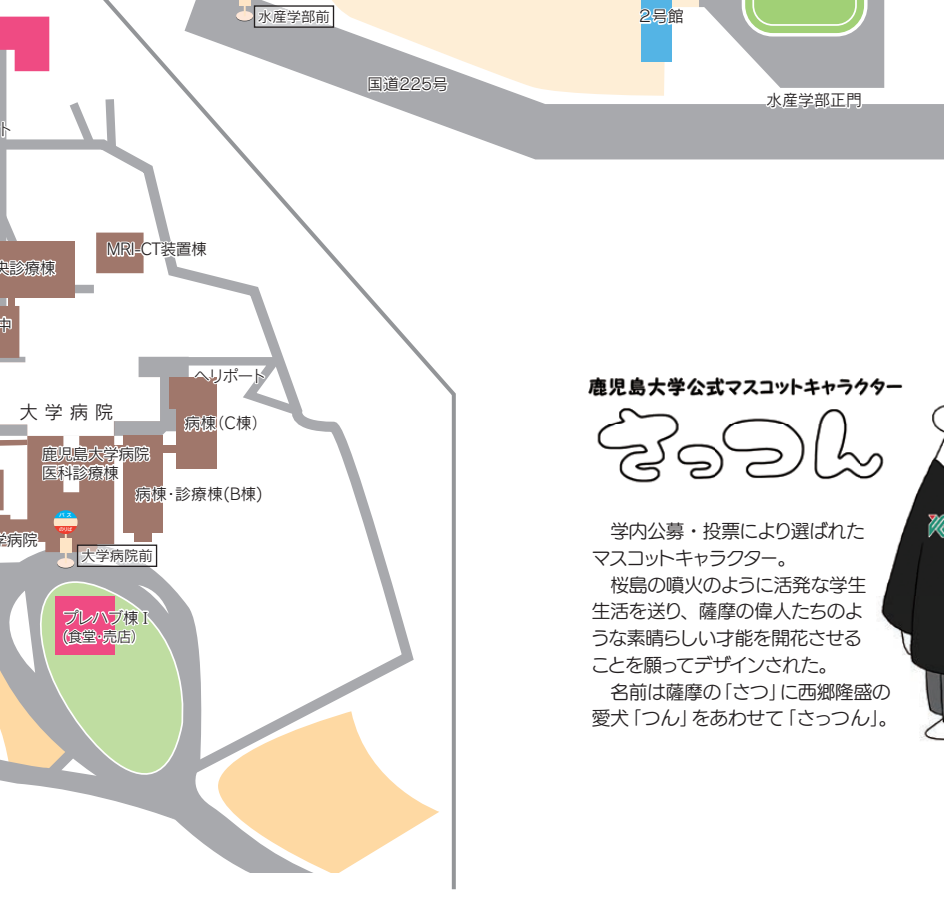 水産学部前
2号館
国道225号
水産学部正門
ト
MRI-CT装置棟
央診療棟
中
ヘリポート
大学病院
病棟(C棟)
鹿児島大学病院
医科診療棟
病棟・診療棟(B棟)
バス
のりば
学病院
大学病院前
プレハブ棟Ⅰ
(食堂・売店)
鹿児島大学公式マスコットキャラクター
さっつん
学内公募・投票により選ばれた
マスコットキャラクター。
桜島の噴火のように活発な学生
生活を送り、薩摩の偉人たちのよ
うな素晴らしい才能を開花させる
ことを願ってデザインされた。
名前は薩摩の「さつ」に西郷隆盛の
愛犬「つん」をあわせて「さっつん」。